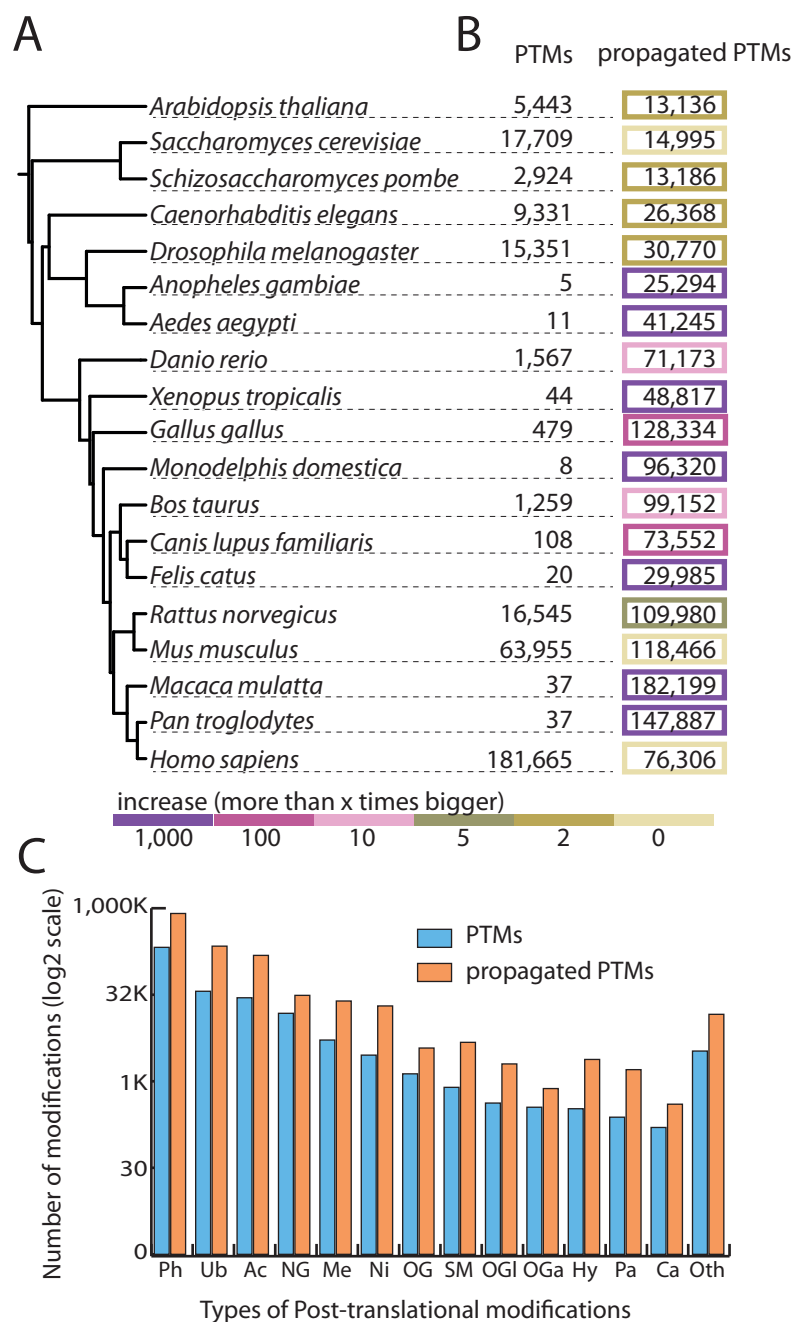 A
B
PTMs propagated PTMs
Arabidopsis thaliana 5,443 13,136
Saccharomyces cerevisiae 17,709 14,995
Schizosaccharomyces pombe 2,924 13,186
Caenorhabditis elegans 9,331 26,368
Drosophila melanogaster 15,351 30,770
Anopheles gambiae 5 25,294
Aedes aegypti 11 41,245
Danio rerio 1,567 71,173
Xenopus tropicalis 44 48,817
Gallus gallus 479 128,334
Monodelphis domestica 8 96,320
Bos taurus 1,259 99,152
Canis lupus familiaris 108 73,552
Felis catus 20 29,985
Rattus norvegicus 16,545 109,980
Mus musculus 63,955 118,466
Macaca mulatta 37 182,199
Pan troglodytes 37 147,887
Homo sapiens 181,665 76,306
increase (more than x times bigger)
1,000 100 10 5 2 0
C
Number of modifications (log2 scale)
1,000K
32K
1K
30
0
PTMs
propagated PTMs
Ph Ub Ac NG Me Ni OG SM OGl OGa Hy Pa Ca Oth
Types of Post-translational modifications